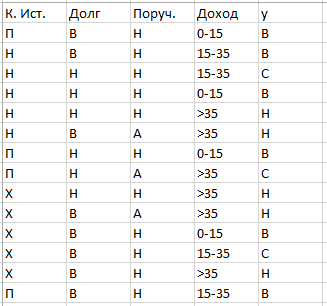 К. Ист. Долг Поруч. Доход y
П В Н 0-15 В
Н В Н 15-35 В
Н Н Н 15-35 С
Н Н Н 0-15 В
Н Н Н >35 Н
Н В А >35 Н
П Н Н 0-15 В
П Н А >35 С
Х Н Н >35 Н
Х В А >35 Н
Х В Н 0-15 В
Х В Н 15-35 С
Х В Н >35 Н
П В Н 15-35 В